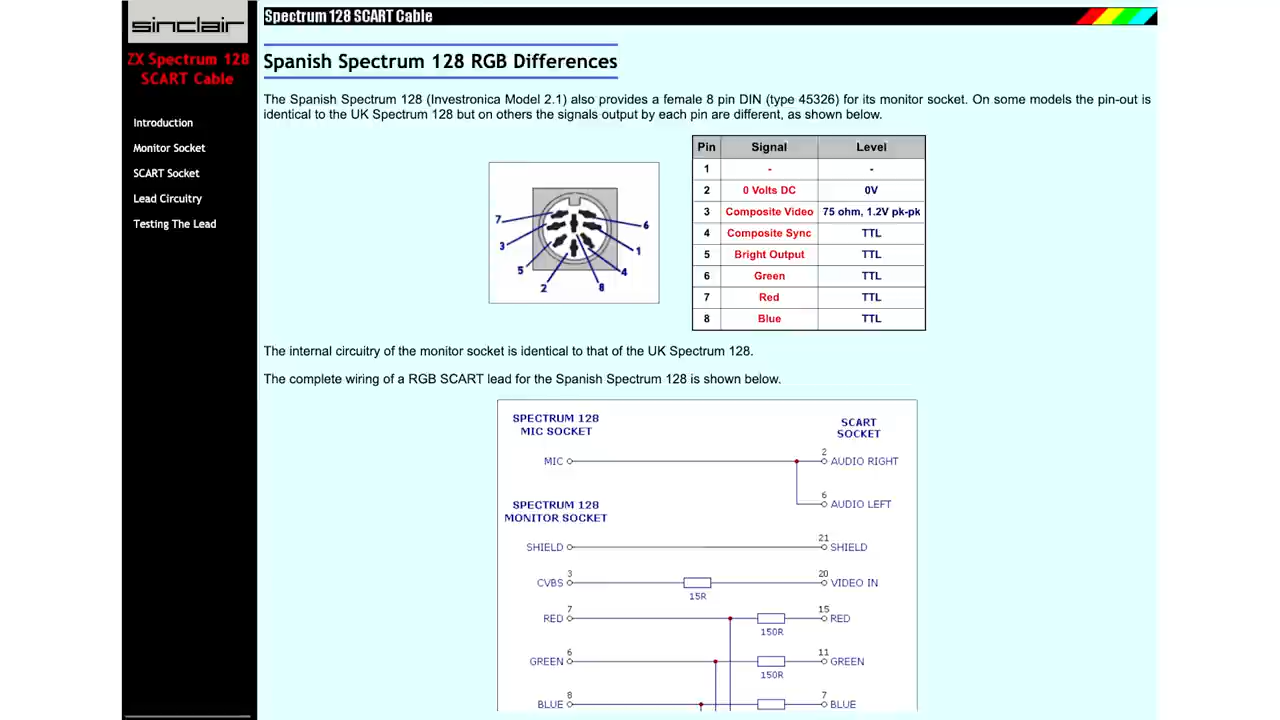 sinclair
ZX Spectrum 128
SCART Cable
Introduction
Monitor Socket
SCART Socket
Lead Circuitry
Testing The Lead
Spectrum 128 SCART Cable
Spanish Spectrum 128 RGB Differences
The Spanish Spectrum 128 (Investronica Model 2.1) also provides a female 8 pin DIN (type 45326) for its monitor socket. On some models the pin-out is
identical to the UK Spectrum 128 but on others the signals output by each pin are different, as shown below.
7
3
5
2
6
1
4
8
Pin Signal Level
1 - -
2 0 Volts DC 0V
3 Composite Video 75 ohm, 1.2V pk-pk
4 Composite Sync TTL
5 Bright Output TTL
6 Green TTL
7 Red TTL
8 Blue TTL
The internal circuitry of the monitor socket is identical to that of the UK Spectrum 128.
The complete wiring of a RGB SCART lead for the Spanish Spectrum 128 is shown below.
SPECTRUM 128
MIC SOCKET
SCART
SOCKET
MIC 2 AUDIO RIGHT
6 AUDIO LEFT
SPECTRUM 128
MONITOR SOCKET
SHIELD 21 SHIELD
CVBS 3 15R 20 VIDEO IN
RED 7 150R 15 RED
GREEN 6 150R 11 GREEN
BLUE 8 7 BLUE